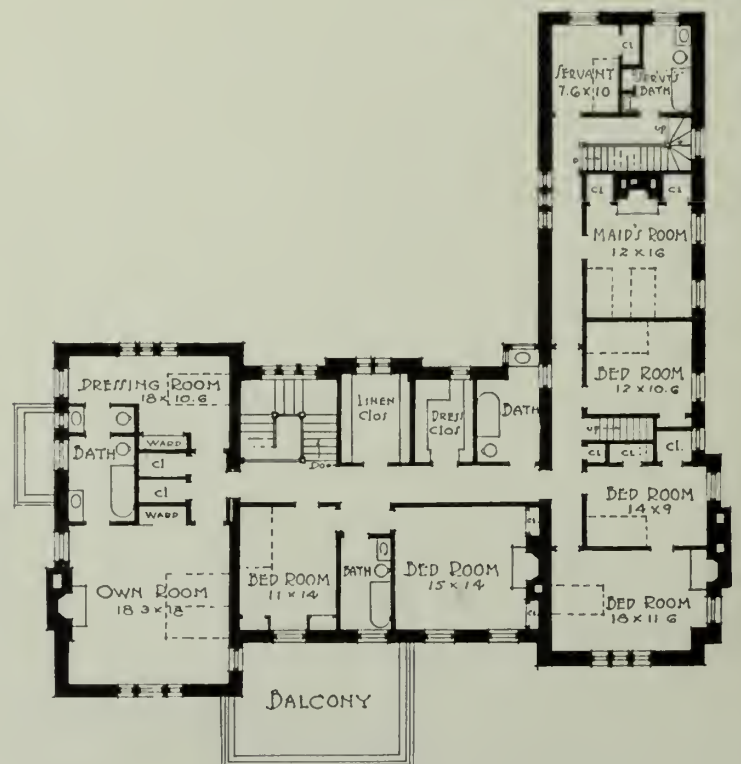 CL
SERVANT
7.6 × 10
SERVTS'
BATH
UP
D
CL
CL
MAID'S ROOM
12 × 16
DRESSING ROOM
18 × 10.6
LINEN
CLOS
DRESS
CLOS
BATH
BED ROOM
12 × 10.6
BATH
WARD
CL
CL
WARD
DO
UP
CL
CL
CL.
BED ROOM
14 × 9
OWN ROOM
18 3 × 18
BED ROOM
11 × 14
BATH
BED ROOM
15 × 14
CL
CL
BED ROOM
18 × 11 6
BALCONY